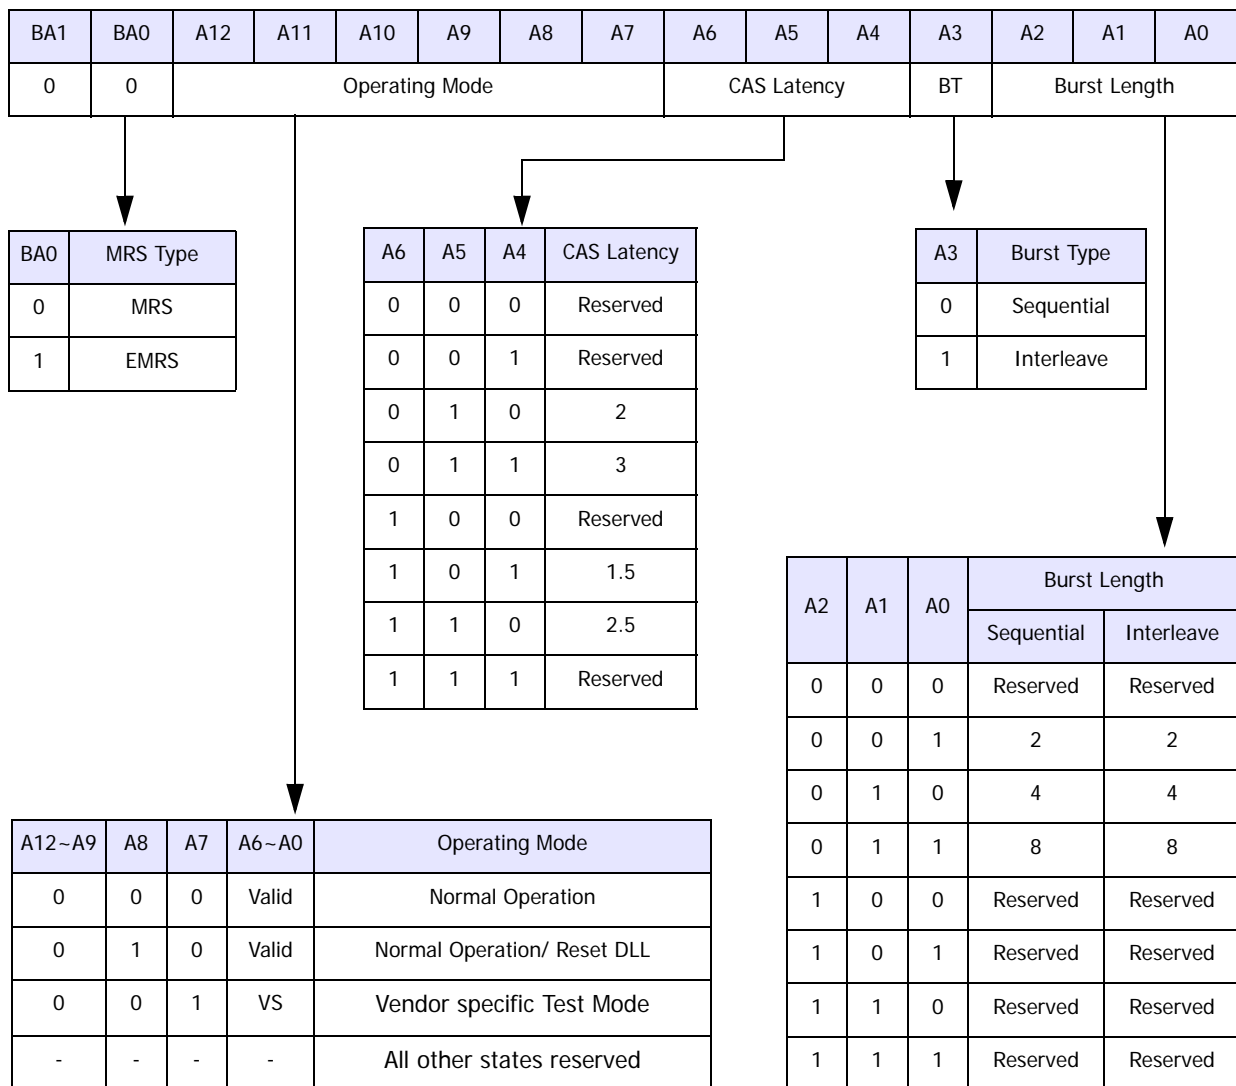 BA1 BA0 A12 A11 A10 A9 A8 A7 A6 A5 A4 A3 A2 A1 A0
0 0 Operating Mode CAS Latency BT Burst Length
BA0 MRS Type
0 MRS
1 EMRS
A6 A5 A4 CAS Latency
0 0 0 Reserved
0 0 1 Reserved
0 1 0 2
0 1 1 3
1 0 0 Reserved
1 0 1 1.5
1 1 0 2.5
1 1 1 Reserved
A3 Burst Type
0 Sequential
1 Interleave
A2 A1 A0 Burst Length
Sequential Interleave
0 0 0 Reserved Reserved
0 0 1 2 2
0 1 0 4 4
0 1 1 8 8
1 0 0 Reserved Reserved
1 0 1 Reserved Reserved
1 1 0 Reserved Reserved
1 1 1 Reserved Reserved
A12~A9 A8 A7 A6~A0 Operating Mode
0 0 0 Valid Normal Operation
0 1 0 Valid Normal Operation/ Reset DLL
0 0 1 VS Vendor specific Test Mode
- - - - All other states reserved